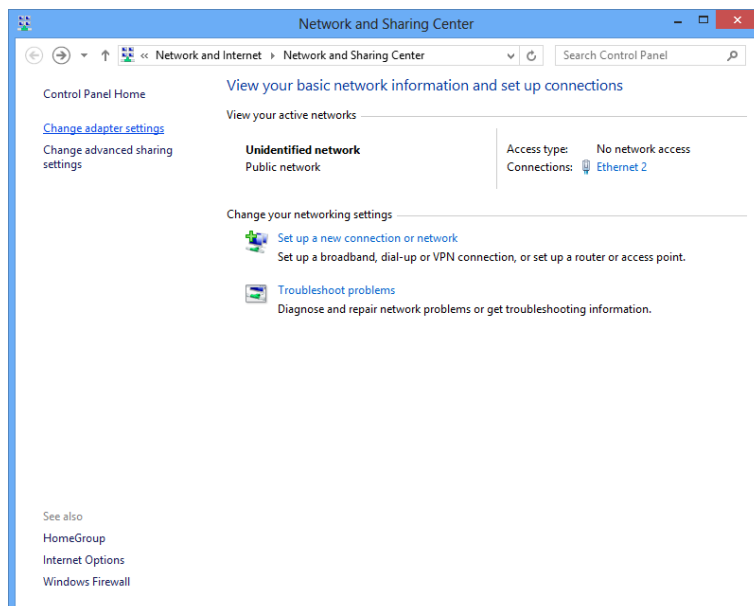 Network and Sharing Center
« Network and Internet Network and Sharing Center
Search Control Panel
Control Panel Home
Change adapter settings
Change advanced sharing
settings
View your basic network information and set up connections
View your active networks
Unidentified network
Public network
Access type: No network access
Connections: Ethernet 2
Change your networking settings
Set up a new connection or network
Set up a broadband, dial-up or VPN connection, or set up a router or access point.
Troubleshoot problems
Diagnose and repair network problems or get troubleshooting information.
See also
HomeGroup
Internet Options
Windows Firewall